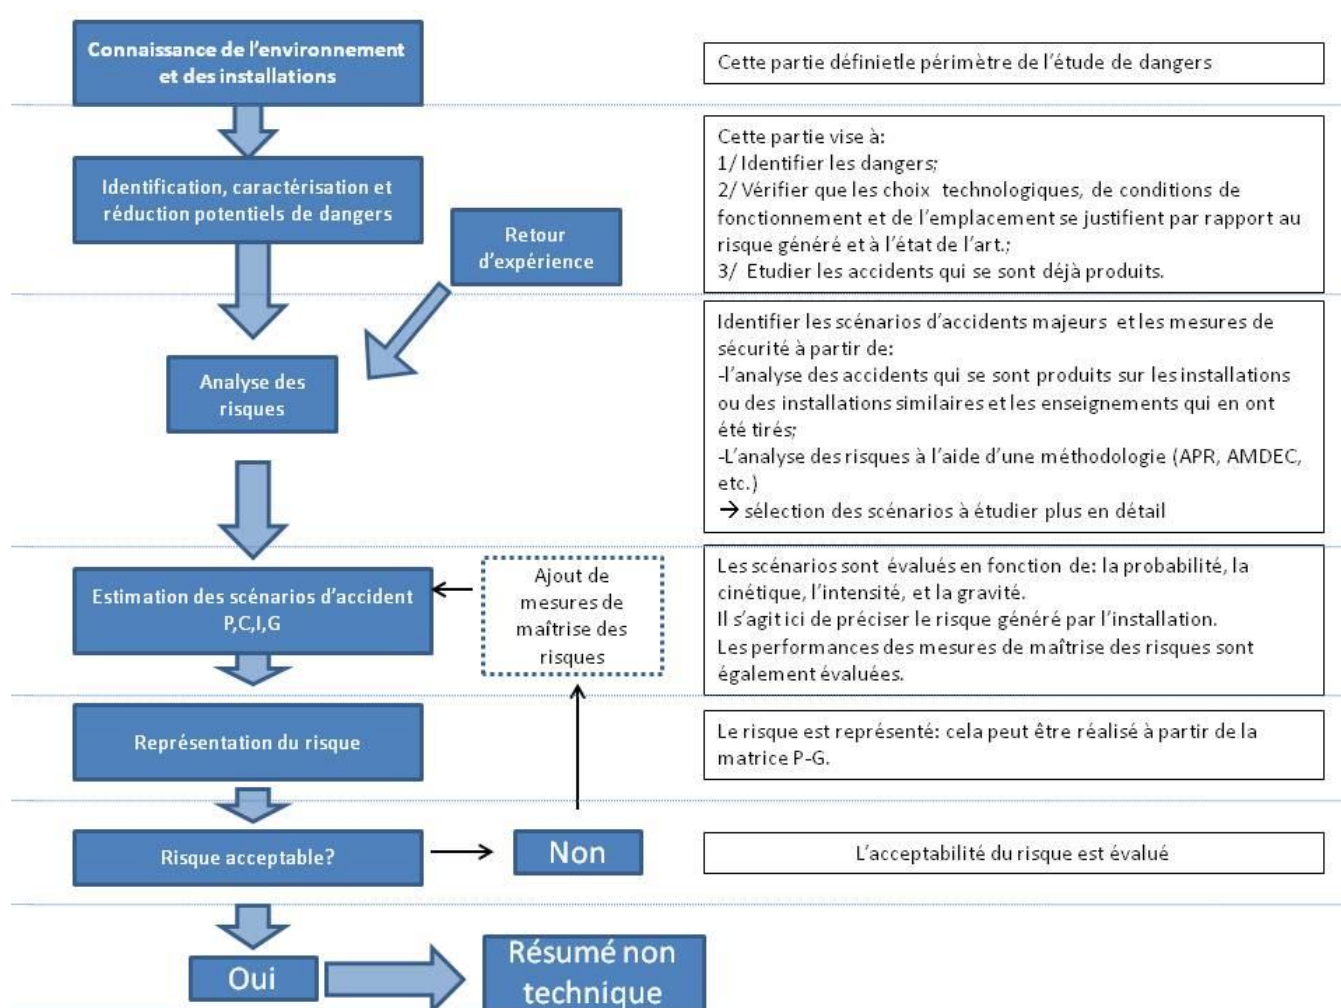 Connaissance de l'environnement
et des installations
Cette partie définietle périmètre de l'étude de dangers
Identification, caractérisation et
réduction potentiels de dangers
Retour
d'expérience
Cette partie vise à:
1/ Identifier les dangers;
2/ Vérifier que les choix technologiques, de conditions de
fonctionnement et de l'emplacement se justifient par rapport au
risque généré et à l'état de l'art.;
3/ Etudier les accidents qui se sont déjà produits.
Analyse des
risques
Identifier les scénarios d'accidents majeurs et les mesures de
sécurité à partir de:
-l'analyse des accidents qui se sont produits sur les installations
ou des installations similaires et les enseignements qui en ont
été tirés;
-L'analyse des risques à l'aide d'une méthodologie (APR, AMDEC,
etc.)
→ sélection des scénarios à étudier plus en détail
Estimation des scénarios d'accident
P,C,I,G
Ajout de
mesures de
maîtrise des
risques
Les scénarios sont évalués en fonction de: la probabilité, la
cinétique, l'intensité, et la gravité.
Il s'agit ici de préciser le risque généré par l'installation.
Les performances des mesures de maîtrise des risques sont
également évaluées.
Représentation du risque
Le risque est représenté: cela peut être réalisé à partir de la
matrice P-G.
Risque acceptable?
Non
L'acceptabilité du risque est évalué
Oui
Résumé non
technique